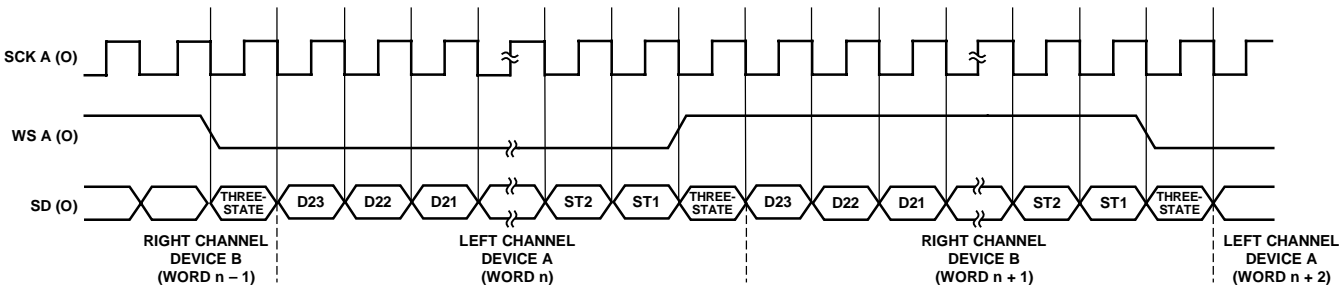 SCK A (O)
WS A (O)
SD (O)
THREE-
STATE
D23
D22
D21
ST2
ST1
THREE-
STATE
D23
D22
D21
ST2
ST1
THREE-
STATE
RIGHT CHANNEL
DEVICE B
(WORD n – 1)
LEFT CHANNEL
DEVICE A
(WORD n)
RIGHT CHANNEL
DEVICE B
(WORD n + 1)
LEFT CHANNEL
DEVICE A
(WORD n + 2)